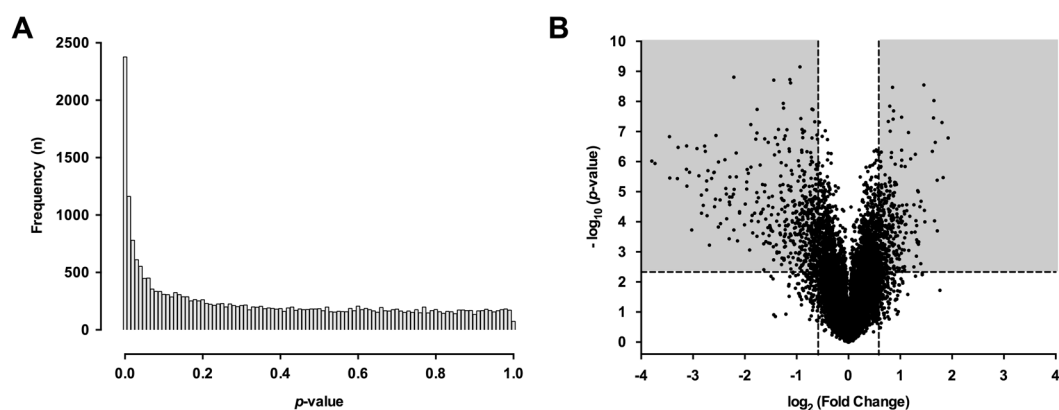 A
2500
2000
1500
1000
500
0
Frequency (n)
0.0 0.2 0.4 0.6 0.8 1.0
p-value
B
10
9
8
7
6
5
4
3
2
1
0
- log10 (p-value)
-4 -3 -2 -1 0 1 2 3 4
log2 (Fold Change)